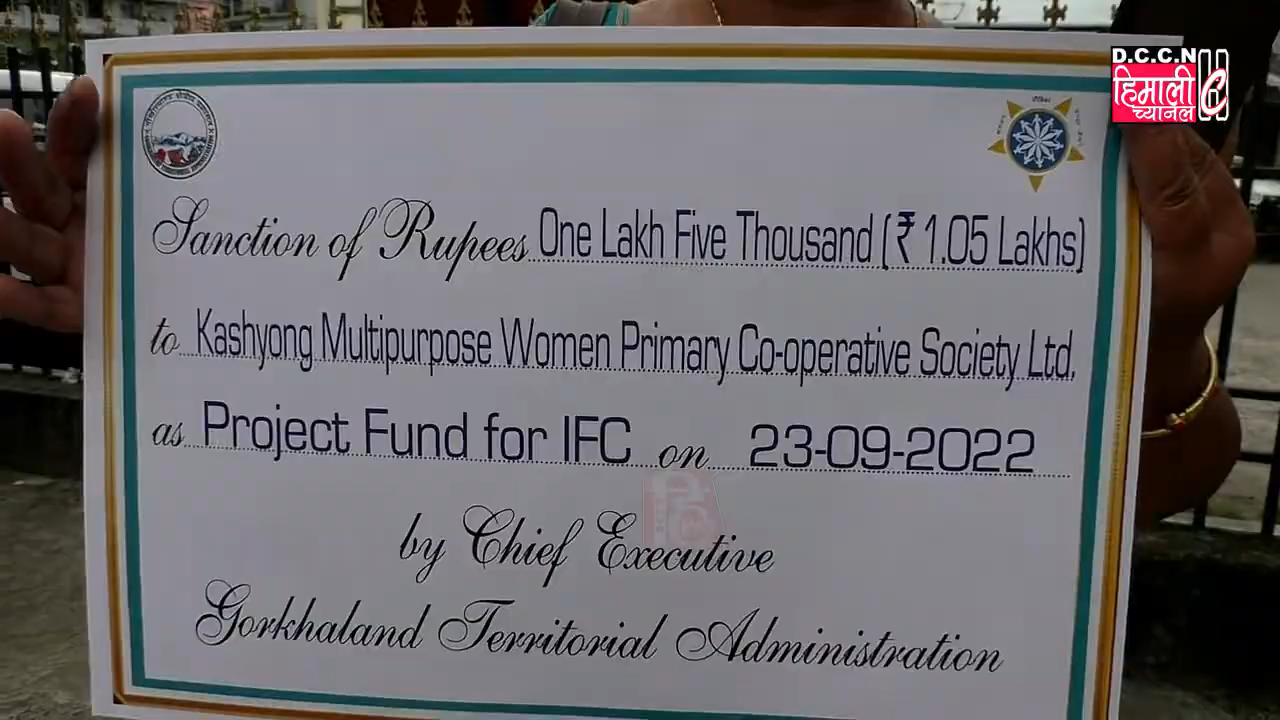 D.C.C.N
हिमाली
च्यानल
Sanction of Rupees One Lakh Five Thousand (₹ 1.05 Lakhs)
to Kashyong Multipurpose Women Primary Co-operative Society Ltd.
as Project Fund for IFC on 23-09-2022
by Chief Executive
Gorkhaland Territorial Administration